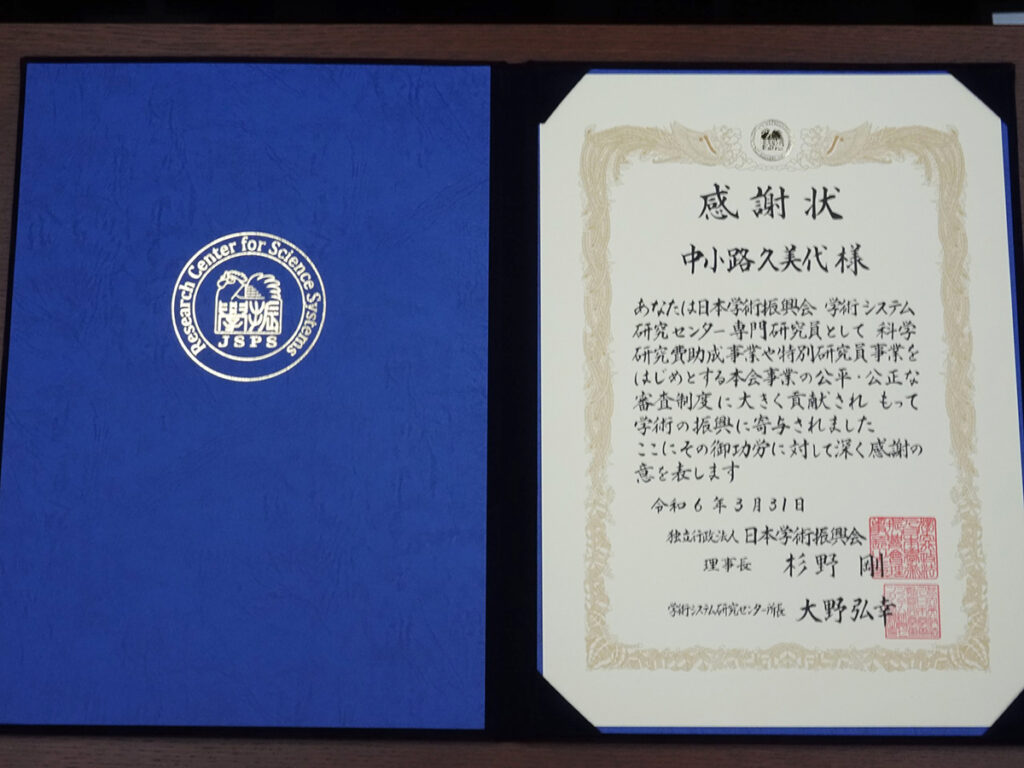 Research Center for Science Systems
JSPS
感謝状
中小路久美代様
あなたは日本学術振興会 学術システム
研究センター専門研究員として 科学
研究費助成事業や特別研究員事業を
はじめとする本会事業の公平・公正な
審査制度に大きく貢献され もって
学術の振興に寄与されました
ここにその御功労に対して深く感謝の
意を表します
令和6年3月31日
独立行政法人 日本学術振興会
理事長 杉野 剛
学術システム研究センター所長 大野弘幸